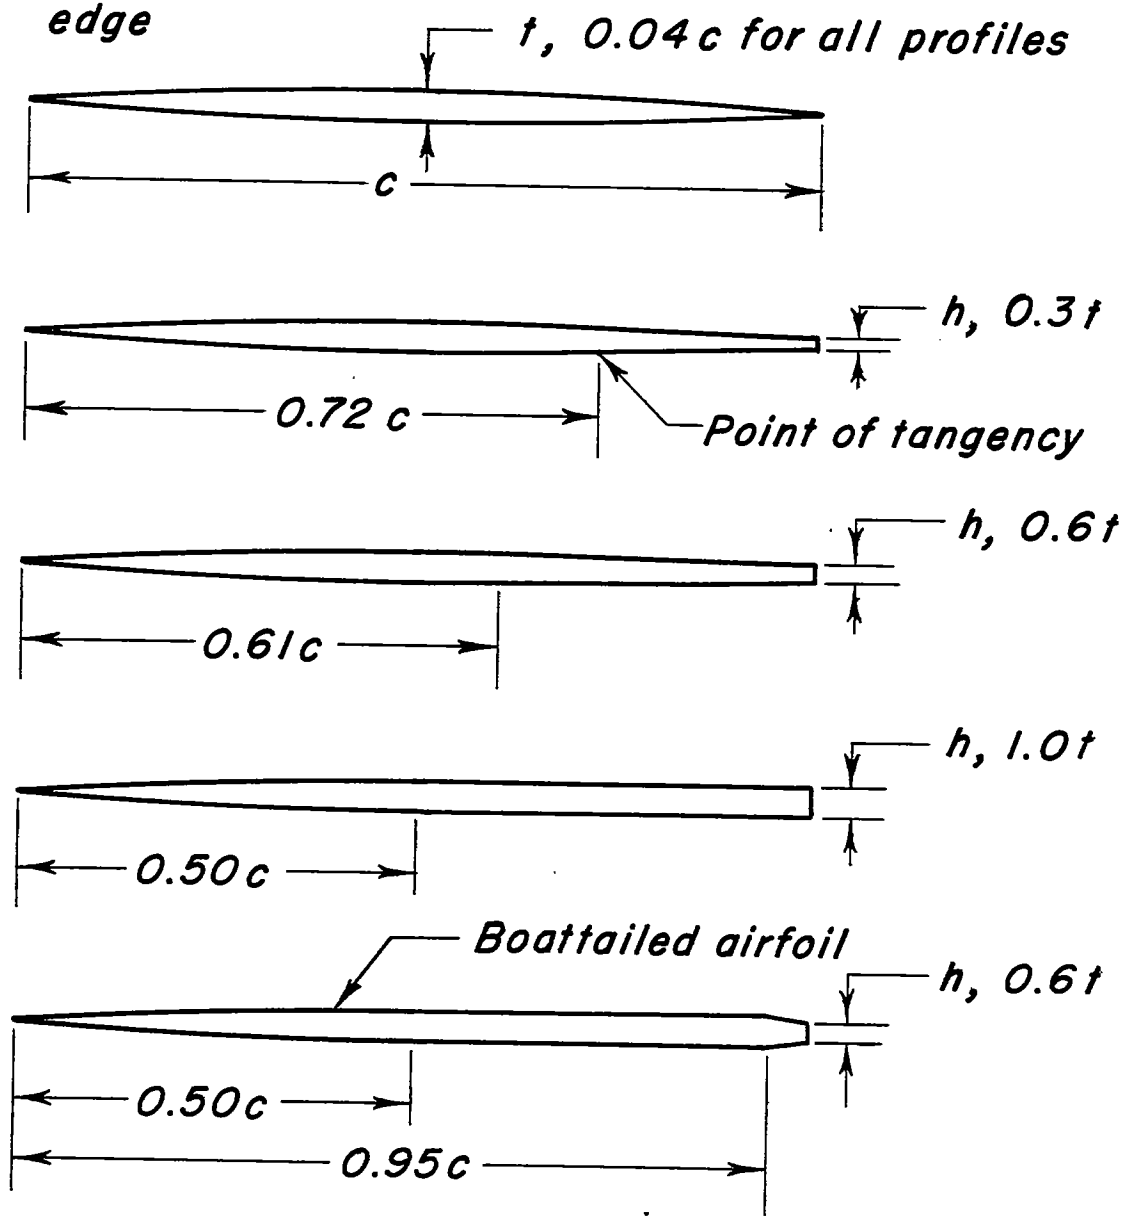 edge
t, 0.04c for all profiles
c
h, 0.3t
0.72c
Point of tangency
h, 0.6t
0.61c
h, 1.0t
0.50c
Boattailed airfoil
h, 0.6t
0.50c
0.95c